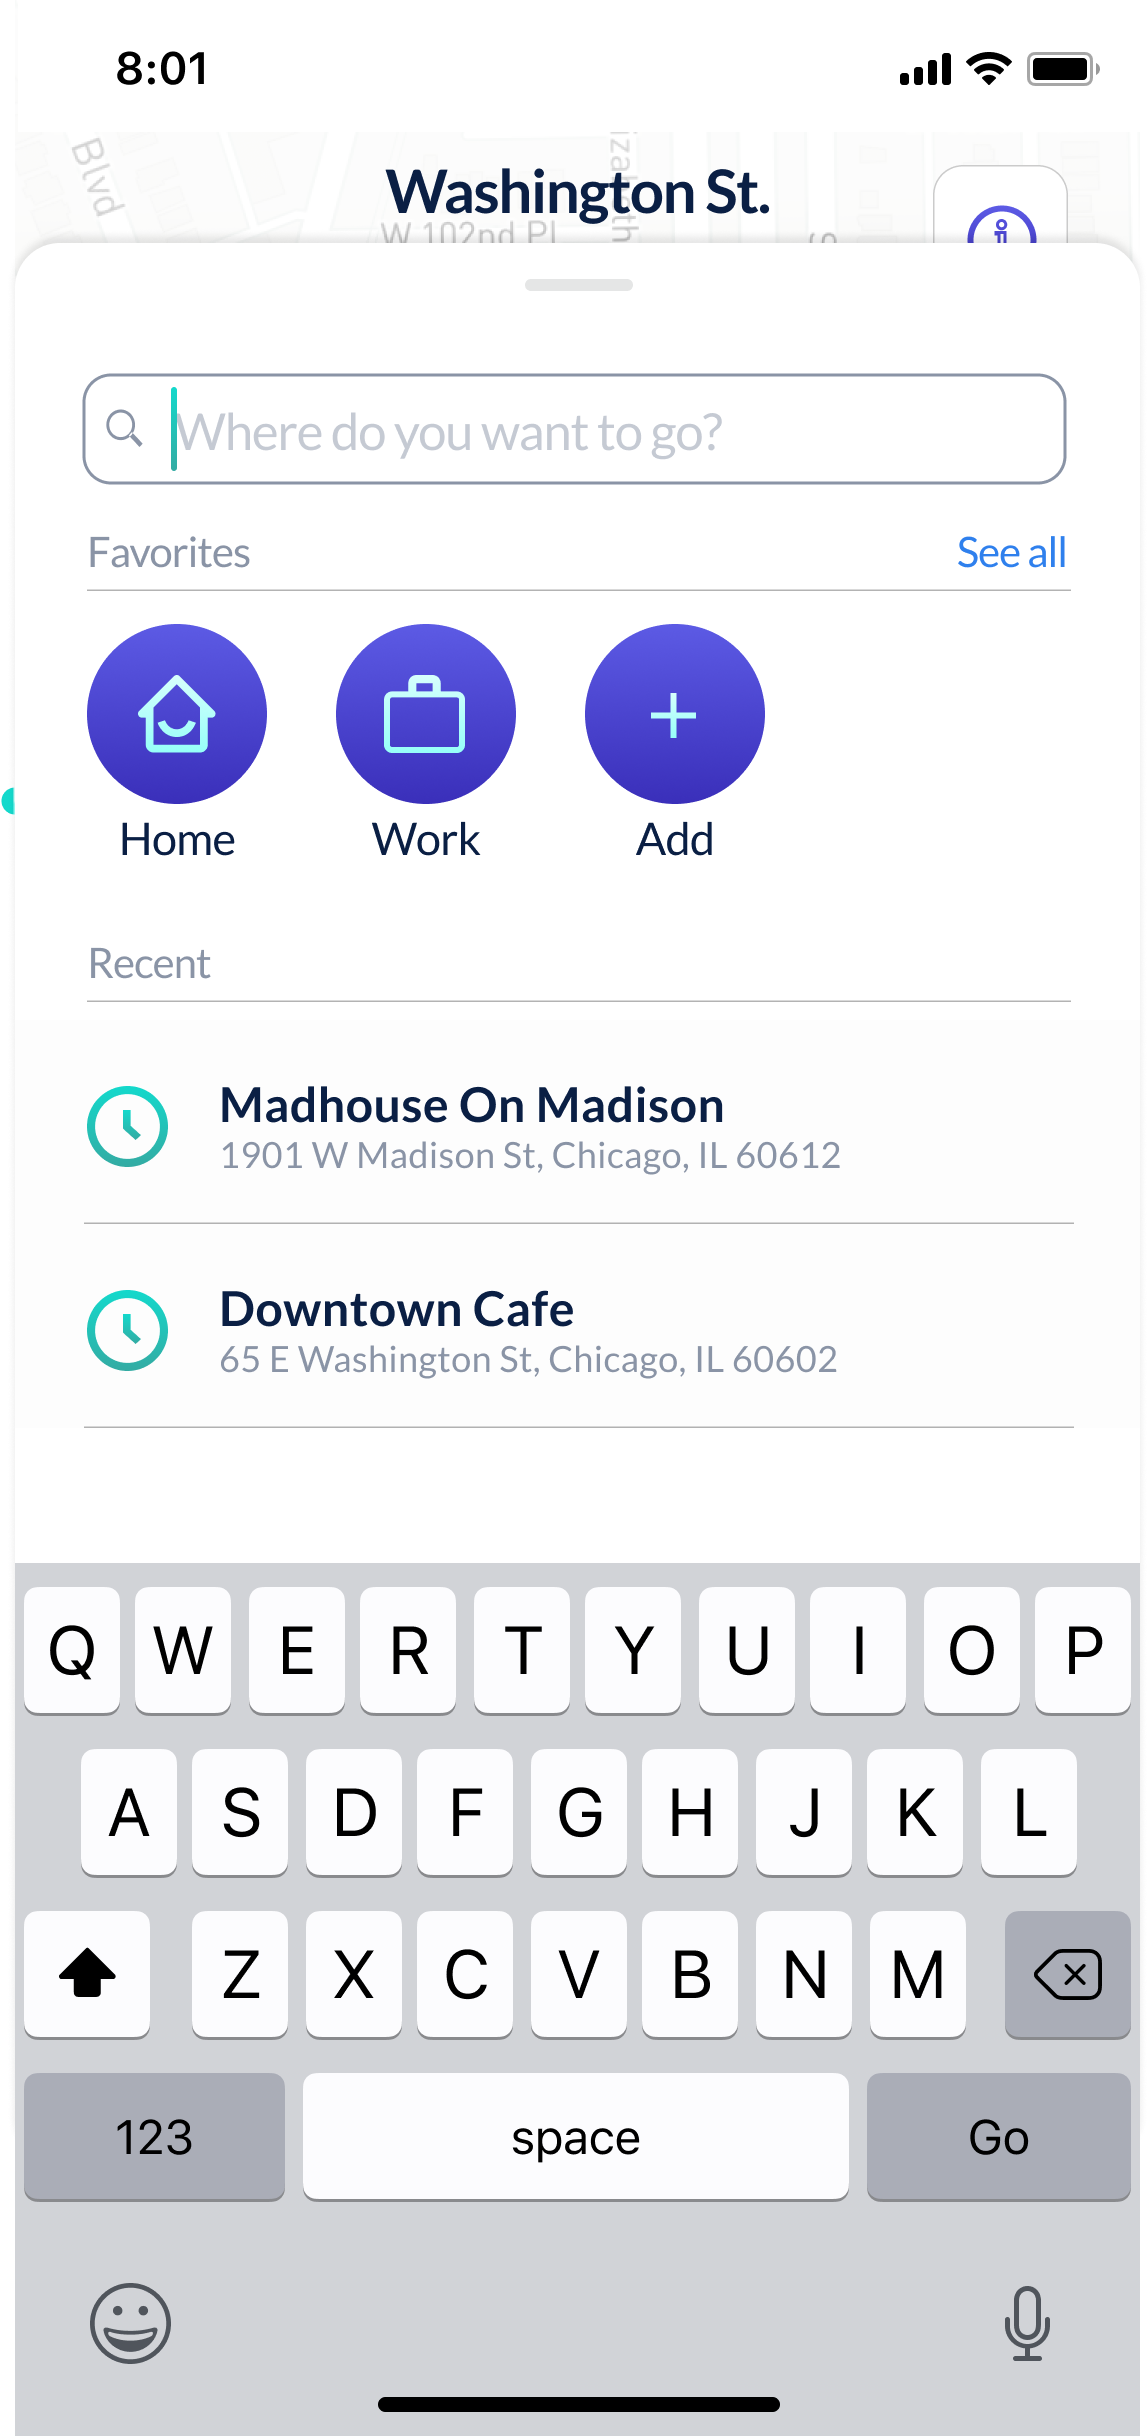 8:01
Blvd
Washington St.
W 102nd Pl
Where do you want to go?
Favorites
See all
Home
Work
Add
Recent
Madhouse On Madison
1901 W Madison St, Chicago, IL 60612
Downtown Cafe
65 E Washington St, Chicago, IL 60602
Q W E R T Y U I O P
A S D F G H J K L
Z X C V B N M
123 space Go